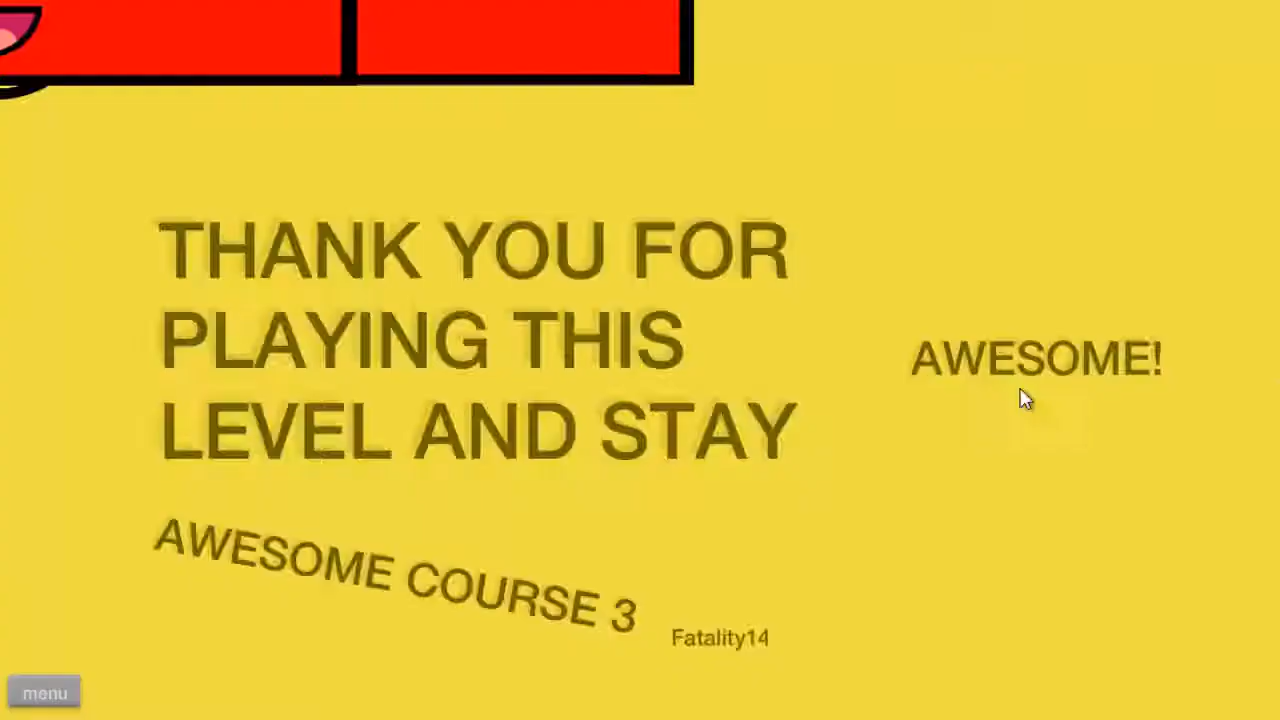 THANK YOU FOR
PLAYING THIS
LEVEL AND STAY
AWESOME!
AWESOME COURSE 3
Fatality14
menu